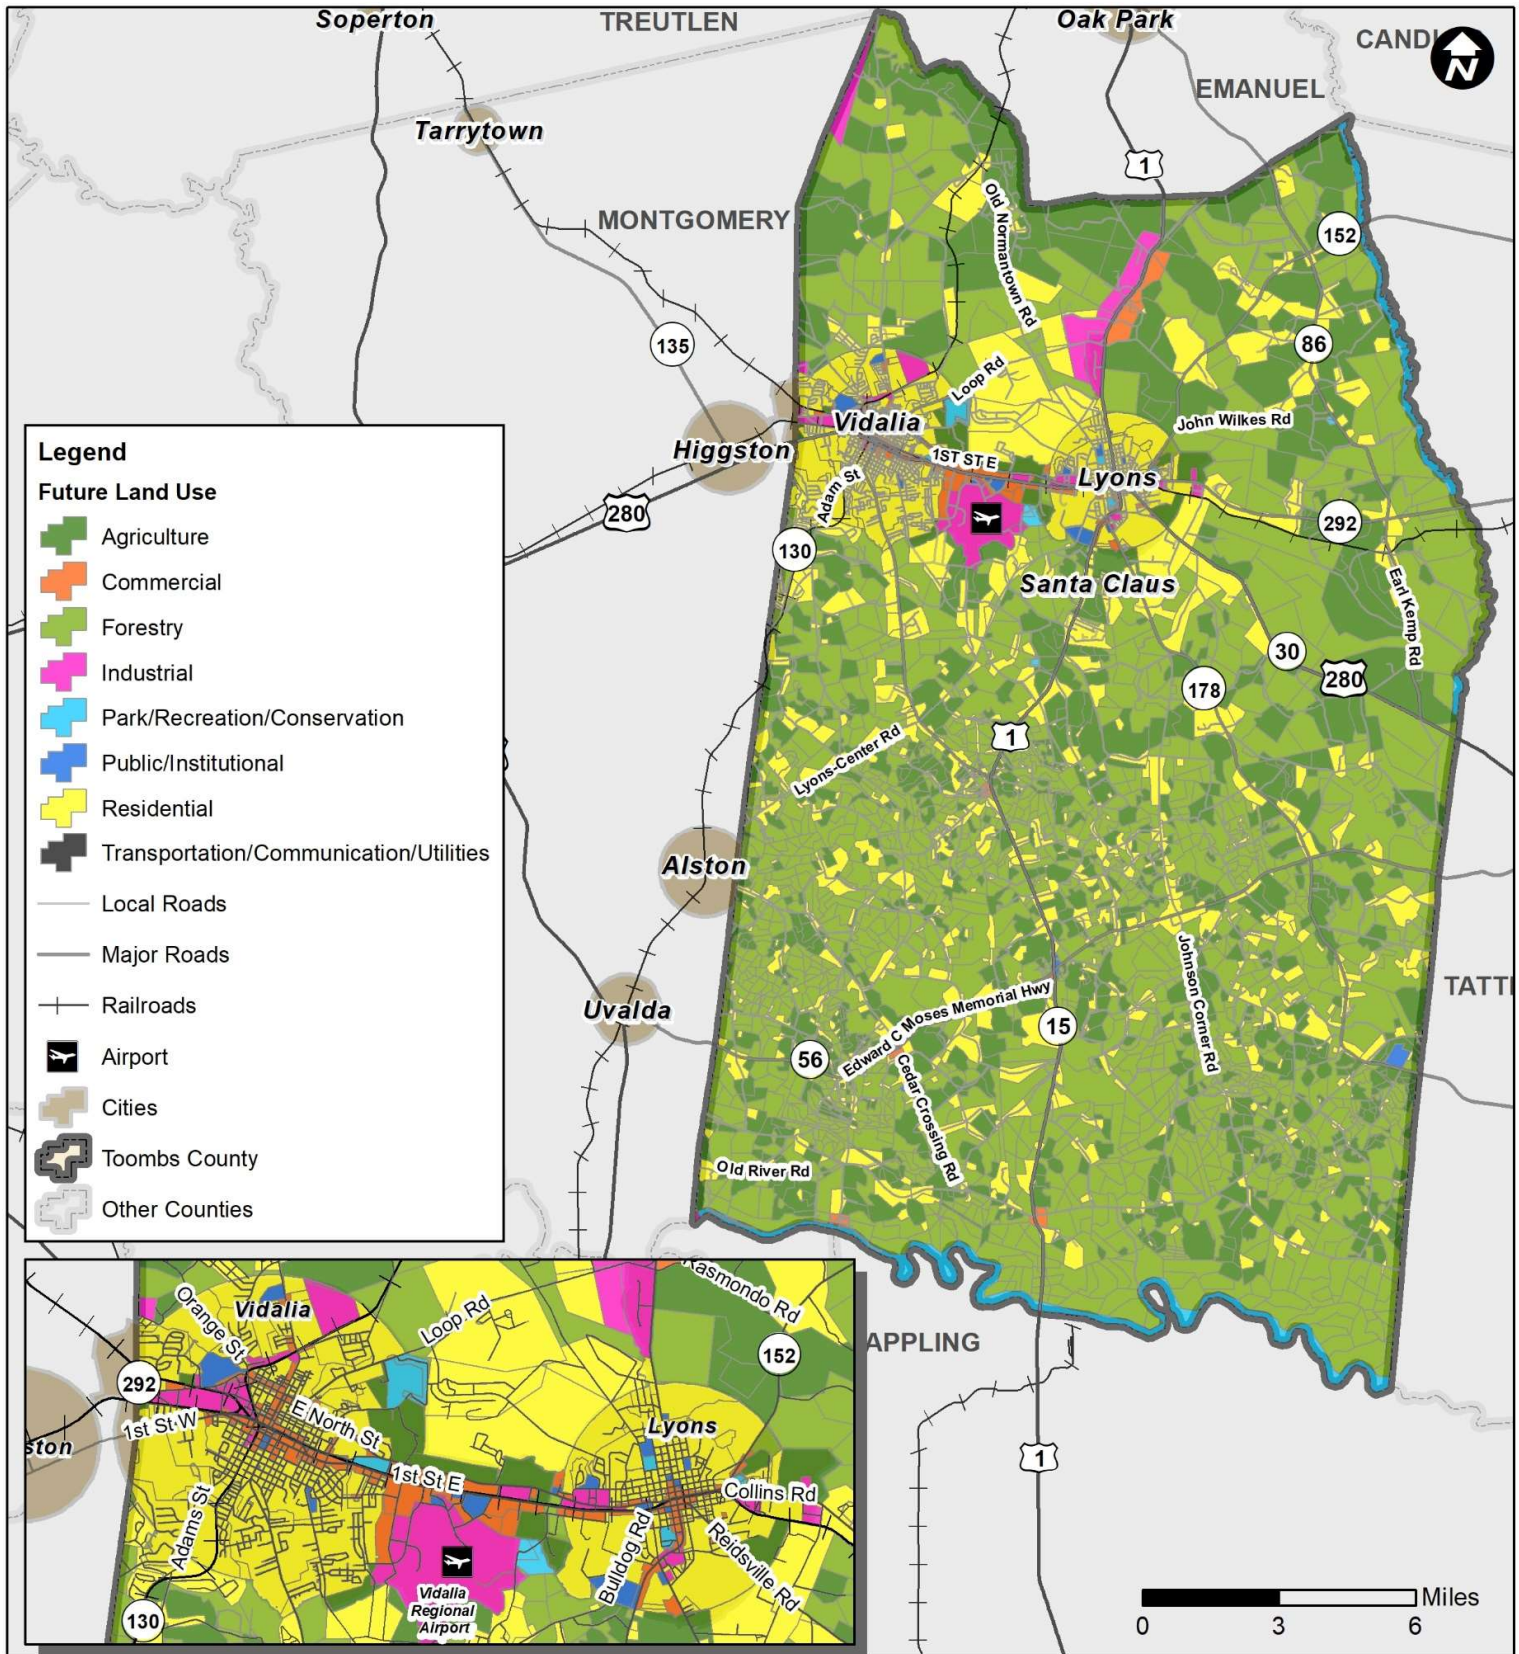 Soperton
TREUTLEN
Oak Park
CANDL
N
EMANUEL
Tarrytown
1
MONTGOMERY
Old Normantown Rd
152
135
86
Loop Rd
John Wilkes Rd
Vidalia
Higgston
1ST ST E
Lyons
Adam St
280
292
130
Santa Claus
Earl Kemp Rd
30
280
178
1
Lyons-Center Rd
Alston
Johnson Corner Rd
TATT
Uvalda
Edward C Moses Memorial Hwy
15
56
Cedar Crossing Rd
Old River Rd
APPLING
1
Legend
Future Land Use
Agriculture
Commercial
Forestry
Industrial
Park/Recreation/Conservation
Public/Institutional
Residential
Transportation/Communication/Utilities
Local Roads
Major Roads
Railroads
Airport
Cities
Toombs County
Other Counties
Orange St
Vidalia
Loop Rd
Rasmondo Rd
152
292
1st St W
E North St
Lyons
ston
1st St E
Collins Rd
Adams St
Bulldog Rd
Reidsville Rd
Vidalia
Regional
Airport
130
Miles
0 3 6